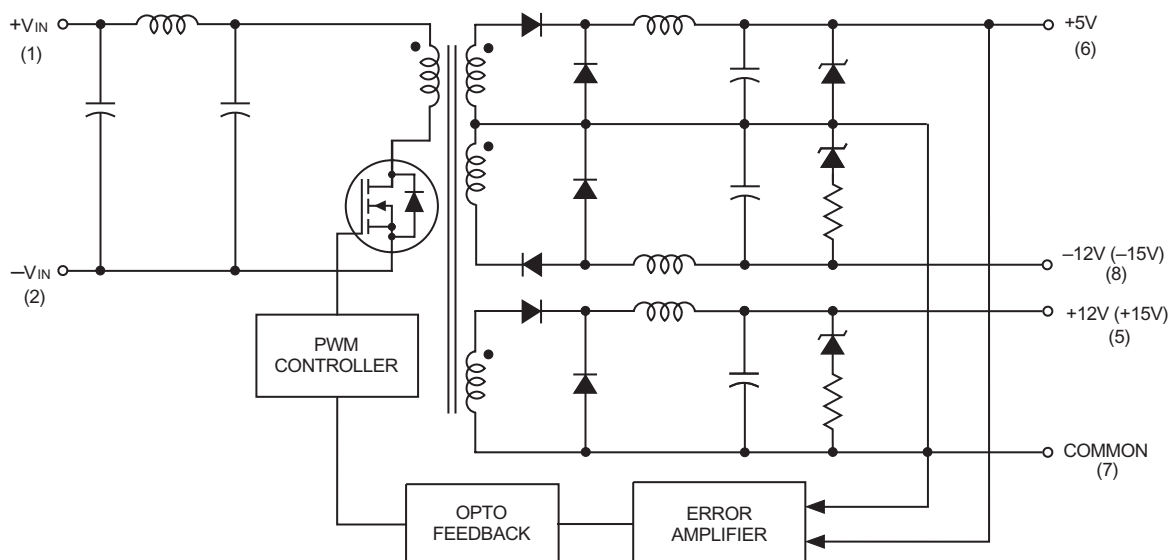 +VIN
(1)
–VIN
(2)
PWM
CONTROLLER
OPTO
FEEDBACK
ERROR
AMPLIFIER
+5V
(6)
–12V (–15V)
(8)
+12V (+15V)
(5)
COMMON
(7)